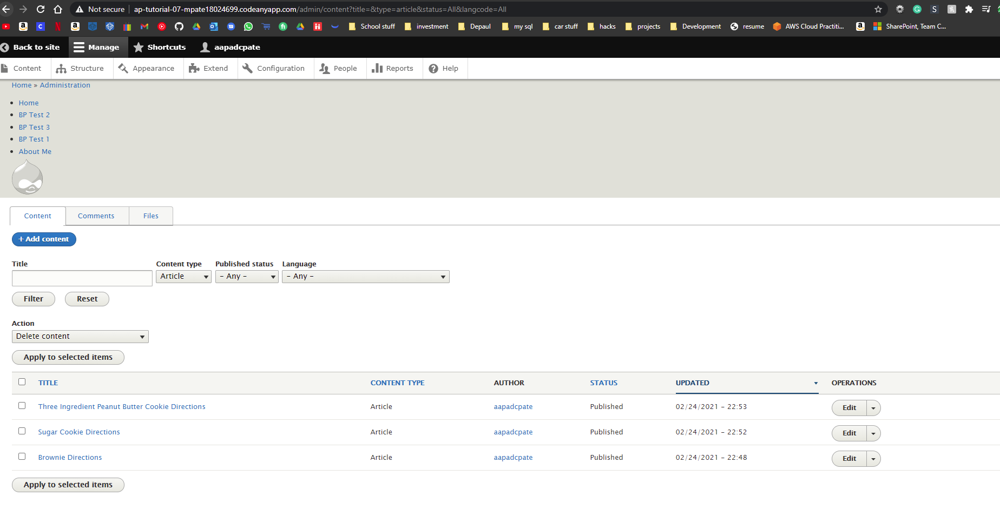 Not secure ap-tutorial-07-mpate18024699.codeanyapp.com/admin/content?title=&type=article&status=All&langcode=All
School stuff investment Depaul my sql car stuff hacks projects Development resume AWS Cloud Practiti... SharePoint, Team C...
Back to site Manage Shortcuts aapadcpate
Content Structure Appearance Extend Configuration People Reports Help
Home » Administration
Home
BP Test 2
BP Test 3
BP Test 1
About Me
Content Comments Files
+ Add content
Title Content type Published status Language
Article - Any - - Any -
Filter Reset
Action
Delete content
Apply to selected items
TITLE CONTENT TYPE AUTHOR STATUS UPDATED OPERATIONS
Three Ingredient Peanut Butter Cookie Directions Article aapadcpate Published 02/24/2021 - 22:53 Edit
Sugar Cookie Directions Article aapadcpate Published 02/24/2021 - 22:52 Edit
Brownie Directions Article aapadcpate Published 02/24/2021 - 22:48 Edit
Apply to selected items